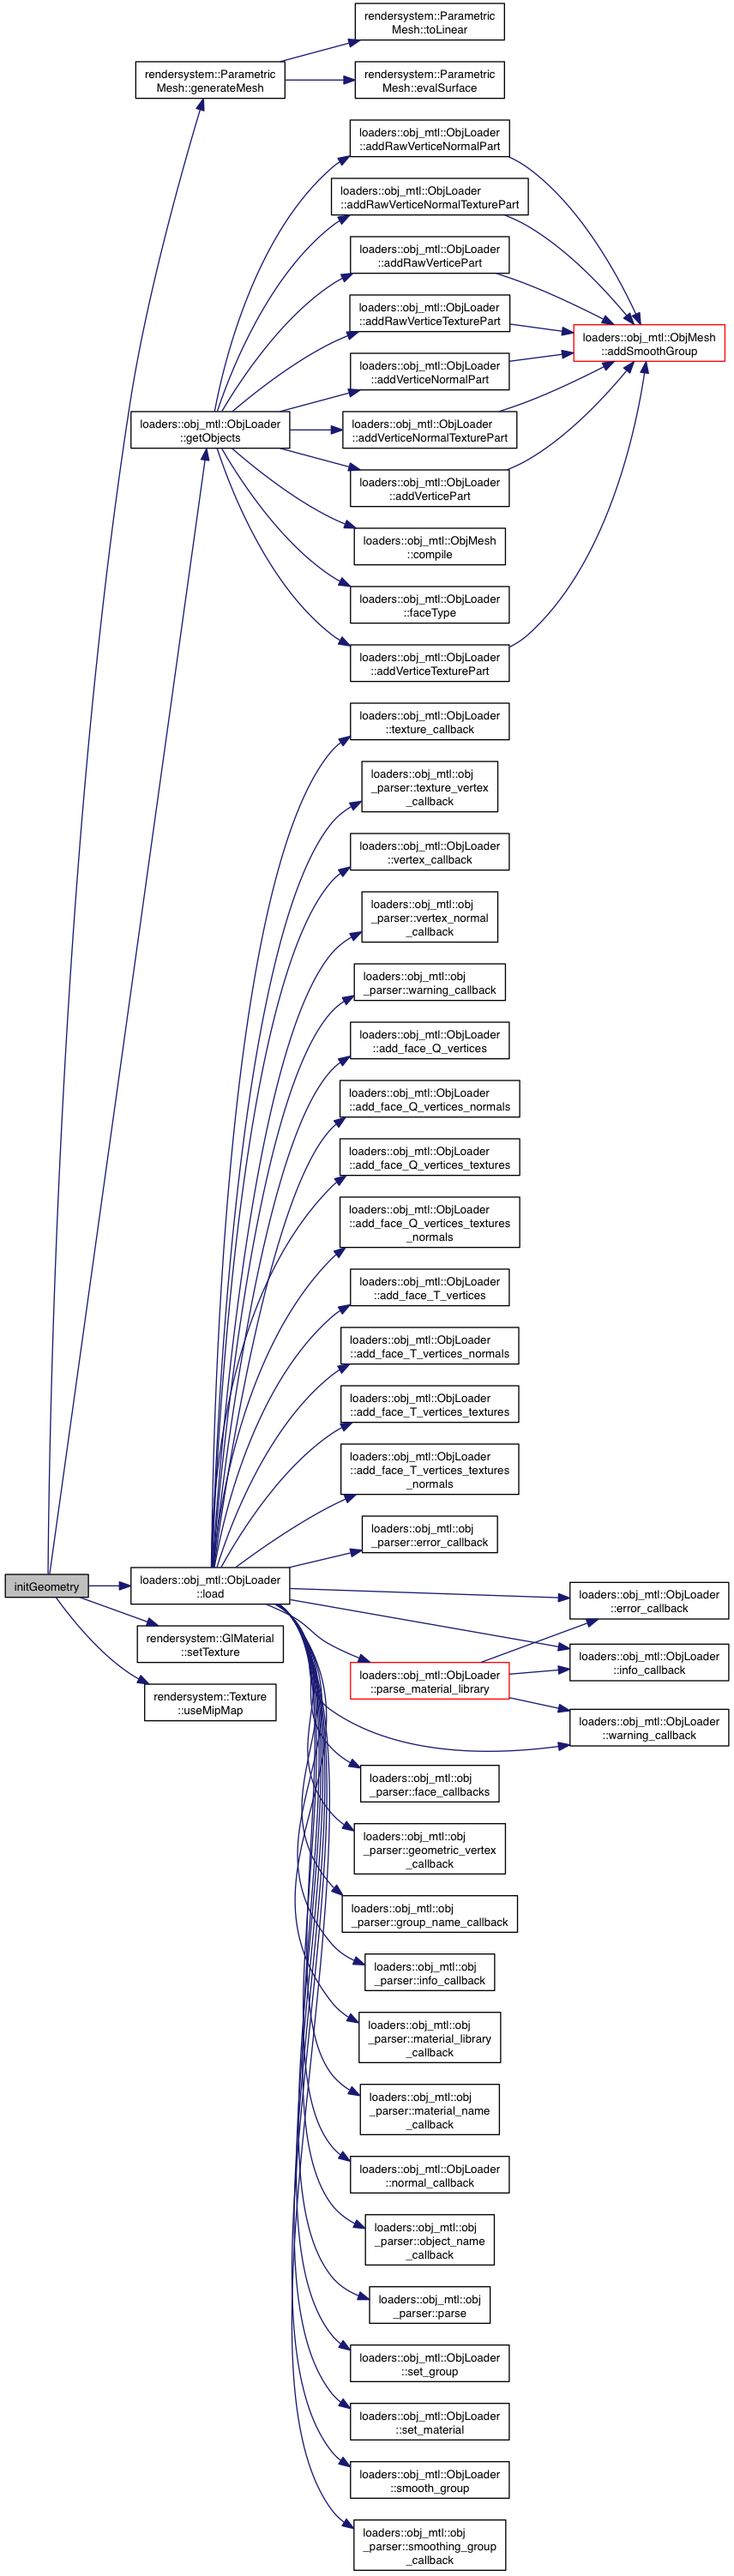 rendersystem::Parametric
Mesh::toLinear
rendersystem::Parametric
Mesh::generateMesh
rendersystem::Parametric
Mesh::evalSurface
loaders::obj_mtl::ObjLoader
::addRawVerticeNormalPart
loaders::obj_mtl::ObjLoader
::addRawVerticeNormalTexturePart
loaders::obj_mtl::ObjLoader
::addRawVerticePart
loaders::obj_mtl::ObjLoader
::addRawVerticeTexturePart
loaders::obj_mtl::ObjMesh
::addSmoothGroup
loaders::obj_mtl::ObjLoader
::addVerticeNormalPart
loaders::obj_mtl::ObjLoader
::getObjects
loaders::obj_mtl::ObjLoader
::addVerticeNormalTexturePart
loaders::obj_mtl::ObjLoader
::addVerticePart
loaders::obj_mtl::ObjMesh
::compile
loaders::obj_mtl::ObjLoader
::faceType
loaders::obj_mtl::ObjLoader
::addVerticeTexturePart
loaders::obj_mtl::ObjLoader
::texture_callback
loaders::obj_mtl::obj
_parser::texture_vertex
_callback
loaders::obj_mtl::ObjLoader
::vertex_callback
loaders::obj_mtl::obj
_parser::vertex_normal
_callback
loaders::obj_mtl::obj
_parser::warning_callback
loaders::obj_mtl::ObjLoader
::add_face_Q_vertices
loaders::obj_mtl::ObjLoader
::add_face_Q_vertices_normals
loaders::obj_mtl::ObjLoader
::add_face_Q_vertices_textures
loaders::obj_mtl::ObjLoader
::add_face_Q_vertices_textures
_normals
loaders::obj_mtl::ObjLoader
::add_face_T_vertices
loaders::obj_mtl::ObjLoader
::add_face_T_vertices_normals
loaders::obj_mtl::ObjLoader
::add_face_T_vertices_textures
loaders::obj_mtl::ObjLoader
::add_face_T_vertices_textures
_normals
loaders::obj_mtl::obj
_parser::error_callback
initGeometry
loaders::obj_mtl::ObjLoader
::load
loaders::obj_mtl::ObjLoader
::error_callback
rendersystem::GlMaterial
::setTexture
loaders::obj_mtl::ObjLoader
::info_callback
loaders::obj_mtl::ObjLoader
::parse_material_library
rendersystem::Texture
::useMipMap
loaders::obj_mtl::ObjLoader
::warning_callback
loaders::obj_mtl::obj
_parser::face_callbacks
loaders::obj_mtl::obj
_parser::geometric_vertex
_callback
loaders::obj_mtl::obj
_parser::group_name_callback
loaders::obj_mtl::obj
_parser::info_callback
loaders::obj_mtl::obj
_parser::material_library
_callback
loaders::obj_mtl::obj
_parser::material_name
_callback
loaders::obj_mtl::ObjLoader
::normal_callback
loaders::obj_mtl::obj
_parser::object_name
_callback
loaders::obj_mtl::obj
_parser::parse
loaders::obj_mtl::ObjLoader
::set_group
loaders::obj_mtl::ObjLoader
::set_material
loaders::obj_mtl::ObjLoader
::smooth_group
loaders::obj_mtl::obj
_parser::smoothing_group
_callback